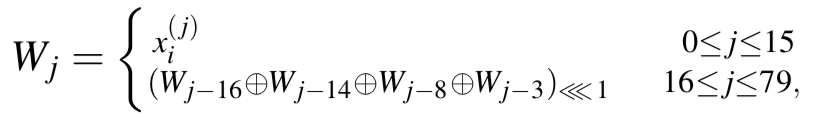 W_j = { x_i^{(j)} 0≤j≤15
(W_{j−16}⊕W_{j−14}⊕W_{j−8}⊕W_{j−3})_{⋘1} 16≤j≤79,